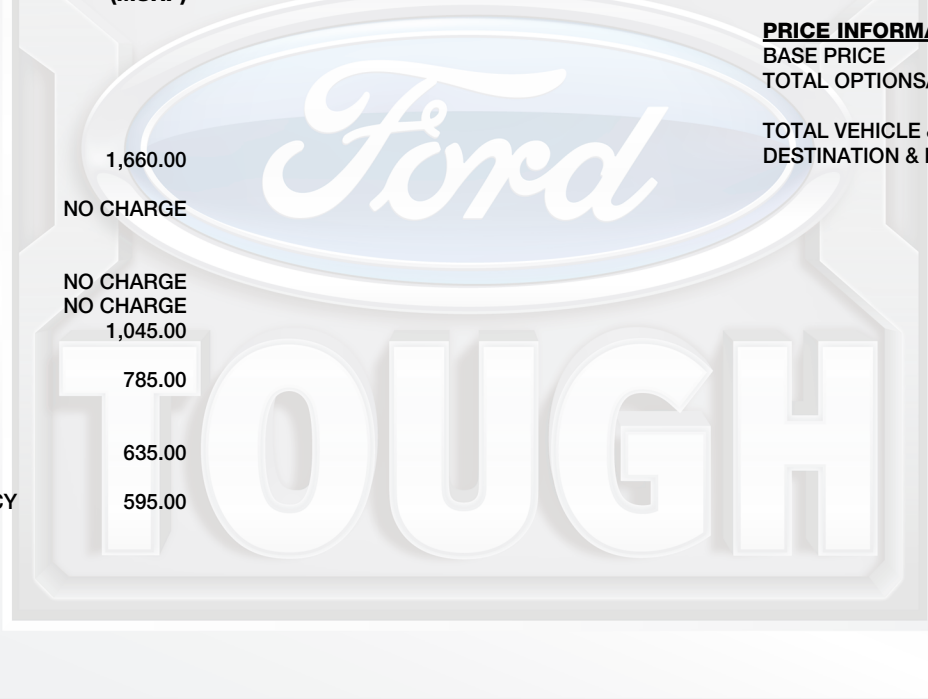 (MSRP)
PRICE INFORMA
BASE PRICE
TOTAL OPTIONS/
TOTAL VEHICLE &
DESTINATION &
1,660.00
NO CHARGE
NO CHARGE
NO CHARGE
1,045.00
785.00
635.00
CY 595.00
Ford
TOUGH